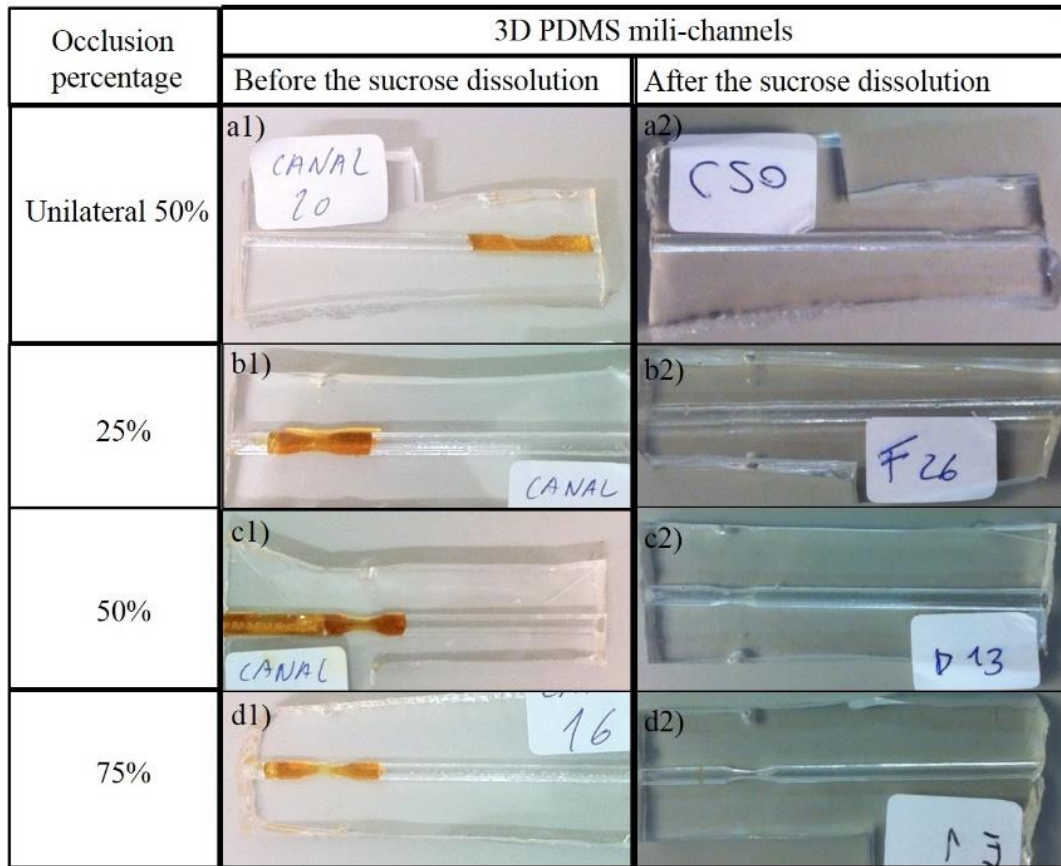 Occlusion
percentage
3D PDMS mili-channels
Before the sucrose dissolution
After the sucrose dissolution
Unilateral 50%
a1)
CANAL
20
a2)
C50
25%
b1)
CANAL
b2)
F26
50%
c1)
CANAL
c2)
D13
75%
d1)
16
d2)